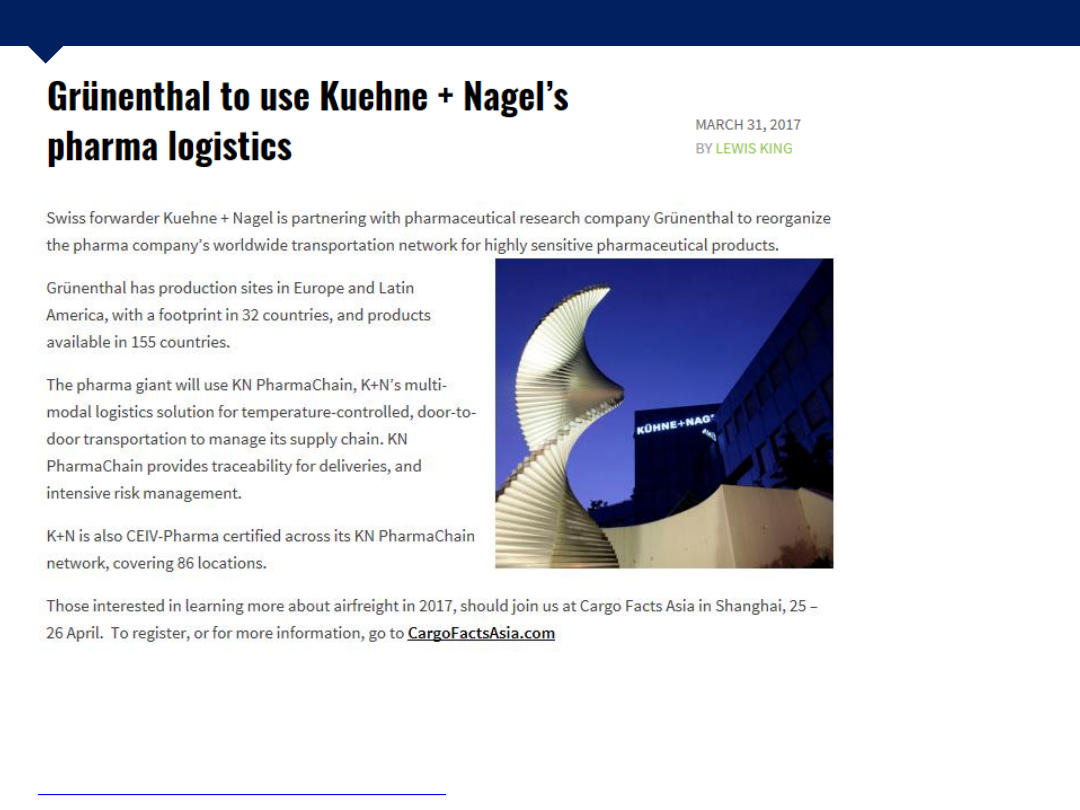 Grünenthal to use Kuehne + Nagel’s
pharma logistics
MARCH 31, 2017
BY LEWIS KING
Swiss forwarder Kuehne + Nagel is partnering with pharmaceutical research company Grünenthal to reorganize
the pharma company’s worldwide transportation network for highly sensitive pharmaceutical products.
Grünenthal has production sites in Europe and Latin
America, with a footprint in 32 countries, and products
available in 155 countries.
The pharma giant will use KN PharmaChain, K+N’s multi-
modal logistics solution for temperature-controlled, door-to-
door transportation to manage its supply chain. KN
PharmaChain provides traceability for deliveries, and
intensive risk management.
K+N is also CEIV-Pharma certified across its KN PharmaChain
network, covering 86 locations.
KÜHNE+NAG
Those interested in learning more about airfreight in 2017, should join us at Cargo Facts Asia in Shanghai, 25 –
26 April.  To register, or for more information, go to CargoFactsAsia.com